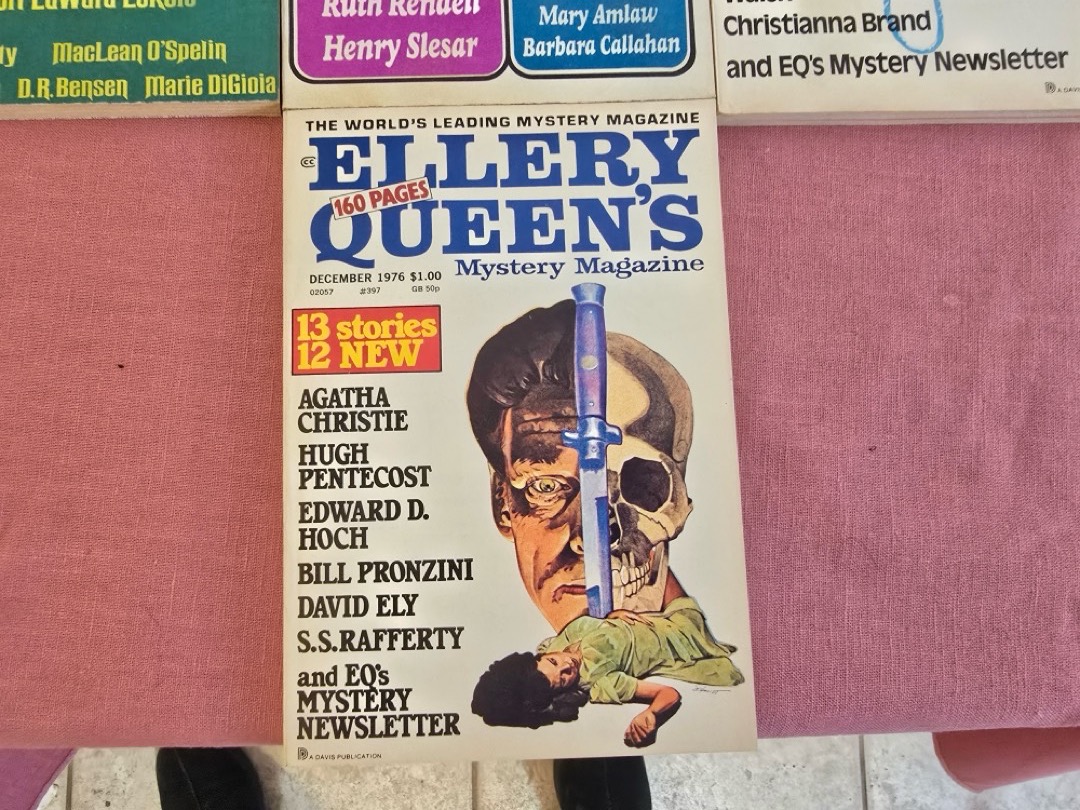 MacLean O'Spelin
D.R. Bensen Marie DiGioia
Ruth Rendell
Henry Slesar
Mary Amlaw
Barbara Callahan
Christianna Brand
and EQ's Mystery Newsletter
THE WORLD'S LEADING MYSTERY MAGAZINE
ELLERY
160 PAGES
QUEEN'S
Mystery Magazine
DECEMBER 1976 $1.00
02057 #397 GB 50p
13 stories
12 NEW
AGATHA
CHRISTIE
HUGH
PENTECOST
EDWARD D.
HOCH
BILL PRONZINI
DAVID ELY
S.S. RAFFERTY
and EQ's
MYSTERY
NEWSLETTER
A DAVIS PUBLICATION